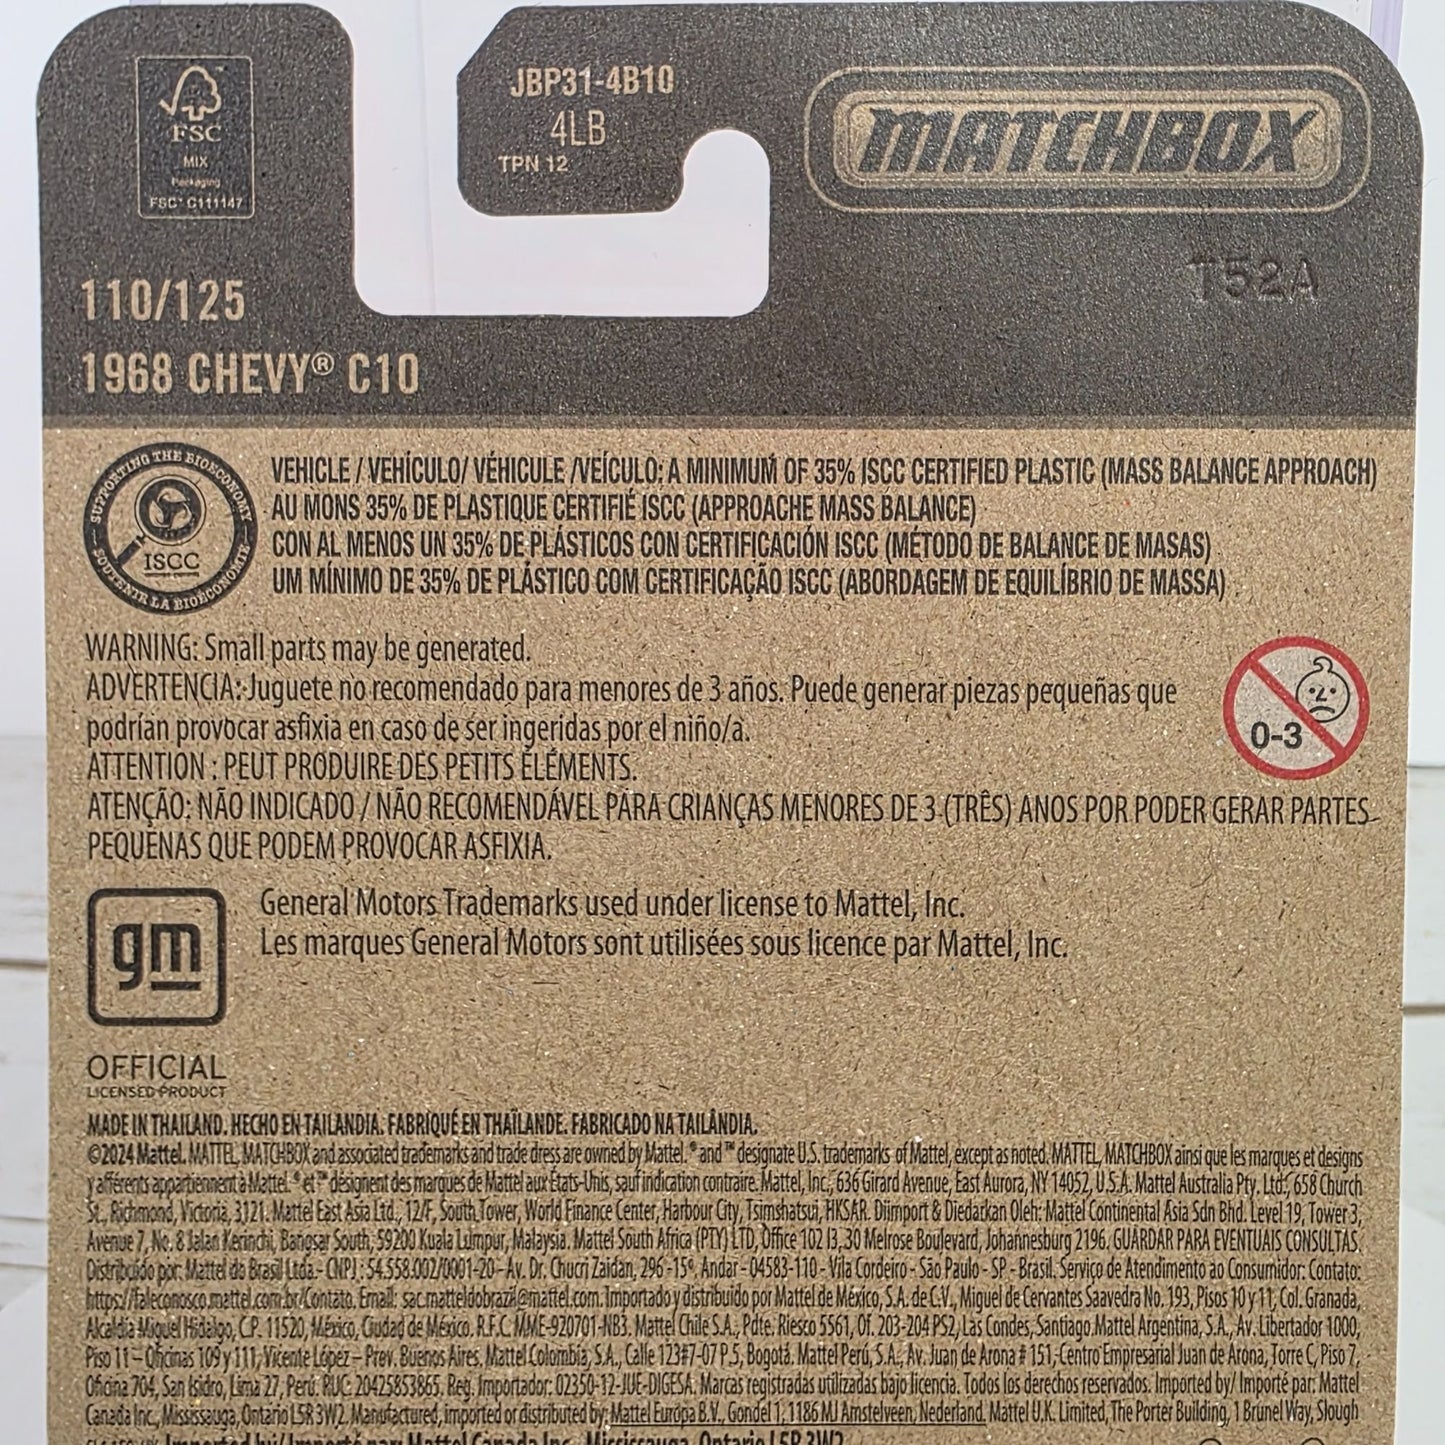 FSC
MIX
Packaging
FSC® C111147
JBP31-4B10
4LB
TPN 12
MATCHBOX
T52A
110/125
1968 CHEVY® C10
SUPPORTING THE BIOECONOMY
ISCC
SOUTENIR LA BIOÉCONOMIE
VEHICLE / VEHÍCULO/ VÉHICULE /VEÍCULO: A MINIMUM OF 35% ISCC CERTIFIED PLASTIC (MASS BALANCE APPROACH)
AU MONS 35% DE PLASTIQUE CERTIFIÉ ISCC (APPROACHE MASS BALANCE)
CON AL MENOS UN 35% DE PLÁSTICOS CON CERTIFICACIÓN ISCC (MÉTODO DE BALANCE DE MASAS)
UM MÍNIMO DE 35% DE PLÁSTICO COM CERTIFICAÇÃO ISCC (ABORDAGEM DE EQUILÍBRIO DE MASSA)
WARNING: Small parts may be generated.
ADVERTENCIA: Juguete no recomendado para menores de 3 años. Puede generar piezas pequeñas que
podrían provocar asfixia en caso de ser ingeridas por el niño/a.
ATTENTION : PEUT PRODUIRE DES PETITS ÉLÉMENTS.
ATENÇÃO: NÃO INDICADO / NÃO RECOMENDÁVEL PARA CRIANÇAS MENORES DE 3 (TRÊS) ANOS POR PODER GERAR PARTES
PEQUENAS QUE PODEM PROVOCAR ASFIXIA.
0-3
gm
General Motors Trademarks used under license to Mattel, Inc.
Les marques General Motors sont utilisées sous licence par Mattel, Inc.
OFFICIAL
LICENSED PRODUCT
MADE IN THAILAND. HECHO EN TAILANDIA. FABRIQUÉ EN THAÏLANDE. FABRICADO NA TAILÂNDIA.
©2024 Mattel. MATTEL, MATCHBOX and associated trademarks and trade dress are owned by Mattel. ® and ™ designate U.S. trademarks of Mattel, except as noted. MATTEL, MATCHBOX ainsi que les marques et designs
y afférents appartiennent à Mattel. ® et ™ désignent des marques de Mattel aux États-Unis, sauf indication contraire. Mattel, Inc., 636 Girard Avenue, East Aurora, NY 14052, U.S.A. Mattel Australia Pty. Ltd., 658 Church
St., Richmond, Victoria, 3121. Mattel East Asia Ltd., 12/F, South Tower, World Finance Center, Harbour City, Tsimshatsui, HKSAR. Diimport & Diedarkan Oleh: Mattel Continental Asia Sdn Bhd. Level 19, Tower 3,
Avenue 7, No. 8 Jalan Kerinchi, Bangsar South, 59200 Kuala Lumpur, Malaysia. Mattel South Africa (PTY) LTD, Office 102 I3, 30 Melrose Boulevard, Johannesburg 2196. GUARDAR PARA EVENTUAIS CONSULTAS.
Distribuído por: Mattel do Brasil Ltda.- CNPJ : 54.558.002/0001-20 - Av. Dr. Chucri Zaidan, 296 -15º. Andar - 04583-110 - Vila Cordeiro - São Paulo - SP - Brasil. Serviço de Atendimento ao Consumidor: Contato:
https://faleconosco.mattel.com.br/Contato. Email: sac.matteldobrazil@mattel.com. Importado y distribuido por Mattel de México, S.A. de C.V., Miguel de Cervantes Saavedra No. 193, Pisos 10 y 11, Col. Granada,
Alcaldía Miguel Hidalgo, C.P. 11520, México, Ciudad de México. R.F.C. MME-920701-NB3. Mattel Chile S.A., Pdte. Riesco 5561, Of. 203-204 PS2, Las Condes, Santiago. Mattel Argentina, S.A., Av. Libertador 1000,
Piso 11 – Oficinas 109 y 111, Vicente López – Prov. Buenos Aires. Mattel Colombia, S.A., Calle 123#7-07 P.5, Bogotá. Mattel Perú, S.A., Av. Juan de Arona # 151, Centro Empresarial Juan de Arona, Torre C, Piso 7,
Oficina 704, San Isidro, Lima 27, Perú. RUC: 20425853865. Reg. Importador: 02350-12-JUE-DIGESA. Marcas registradas utilizadas bajo licencia. Todos los derechos reservados. Imported by/ Importé par: Mattel
Canada Inc., Mississauga, Ontario L5R 3W2. Manufactured, imported or distributed by: Mattel Europa B.V., Gondel 1, 1186 MJ Amstelveen, Nederland. Mattel U.K. Limited, The Porter Building, 1 Brunel Way, Slough
Imported by/ Importé par: Mattel Canada Inc., Mississauga, Ontario L5R 3W2